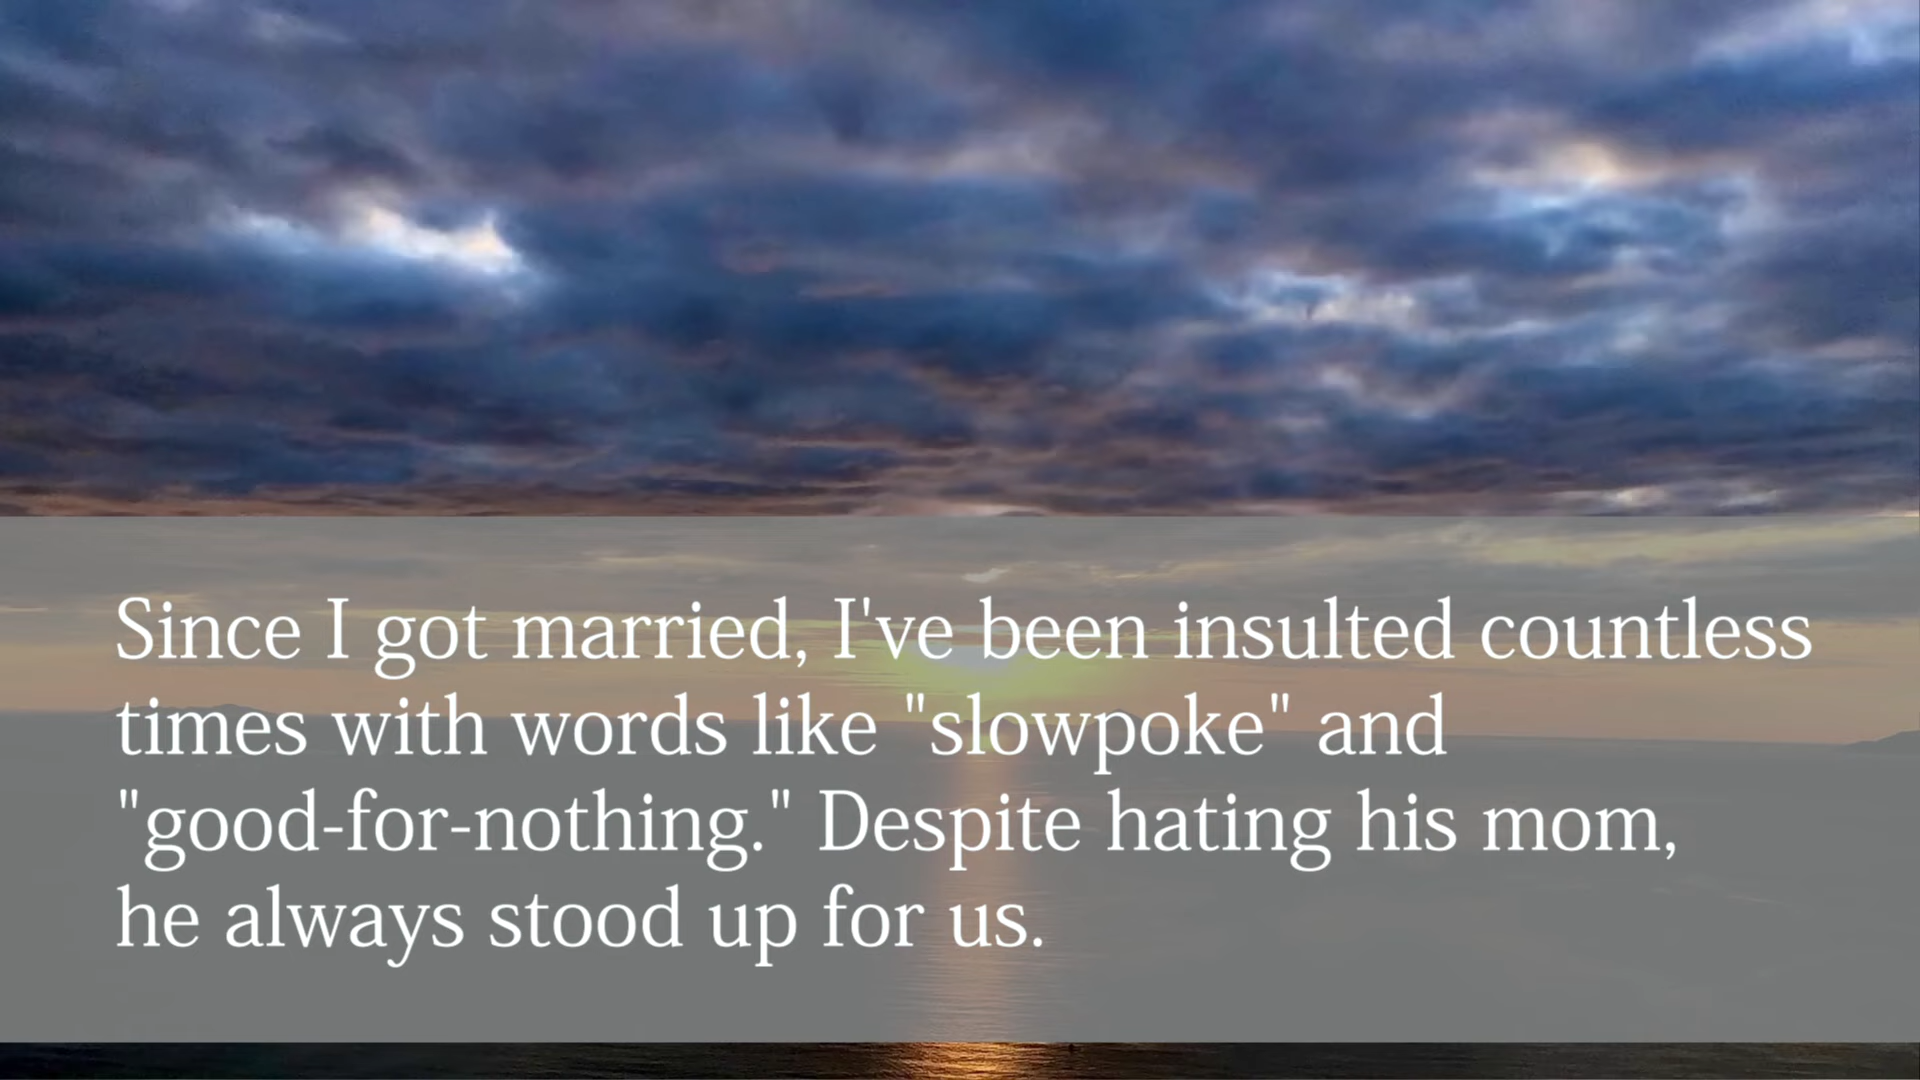 Since I got married, I've been insulted countless
times with words like "slowpoke" and
"good-for-nothing." Despite hating his mom,
he always stood up for us.